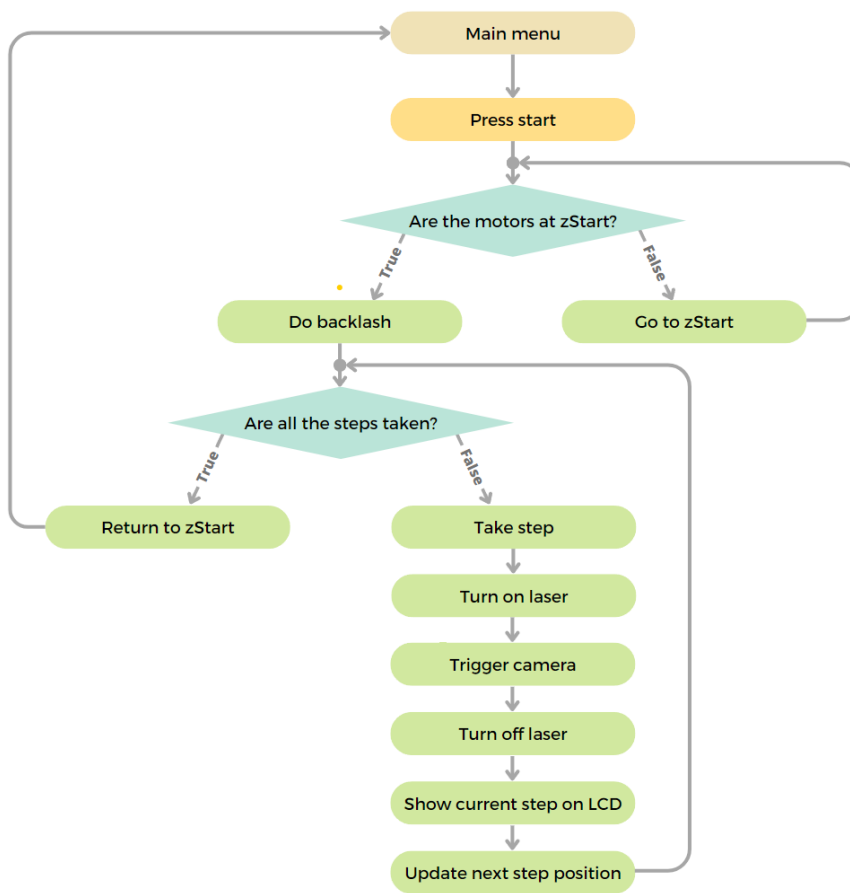 Main menu
Press start
Are the motors at zStart?
True
False
Do backlash
Go to zStart
Are all the steps taken?
True
False
Return to zStart
Take step
Turn on laser
Trigger camera
Turn off laser
Show current step on LCD
Update next step position